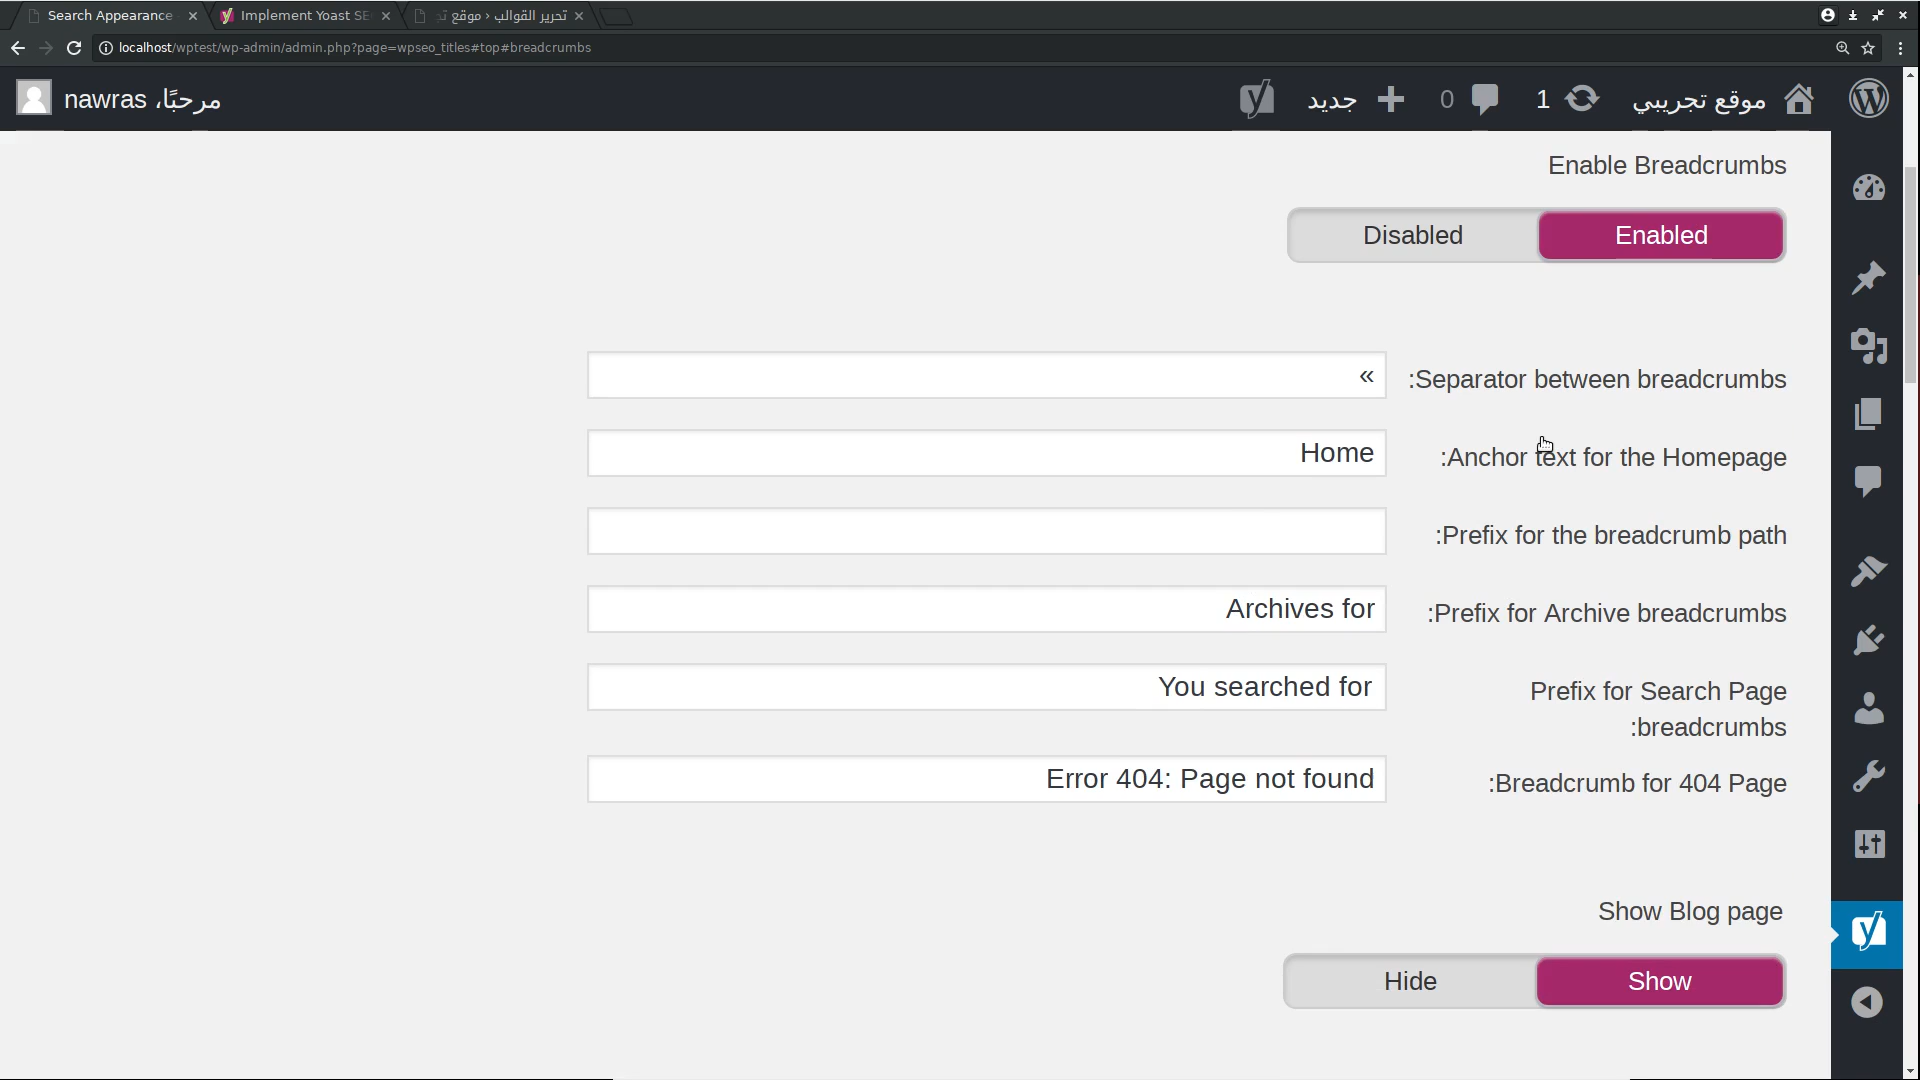 Search Appearance
Implement Yoast SE
تحرير القوالب ‹ موقع تج
localhost/wptest/wp-admin/admin.php?page=wpseo_titles#top#breadcrumbs
موقع تجريبي
1
0
جديد
مرحبًا، nawras
Enable Breadcrumbs
Disabled
Enabled
Separator between breadcrumbs:
»
Anchor text for the Homepage:
Home
Prefix for the breadcrumb path:
Prefix for Archive breadcrumbs:
Archives for
Prefix for Search Page
breadcrumbs:
You searched for
Breadcrumb for 404 Page:
Error 404: Page not found
Show Blog page
Hide
Show